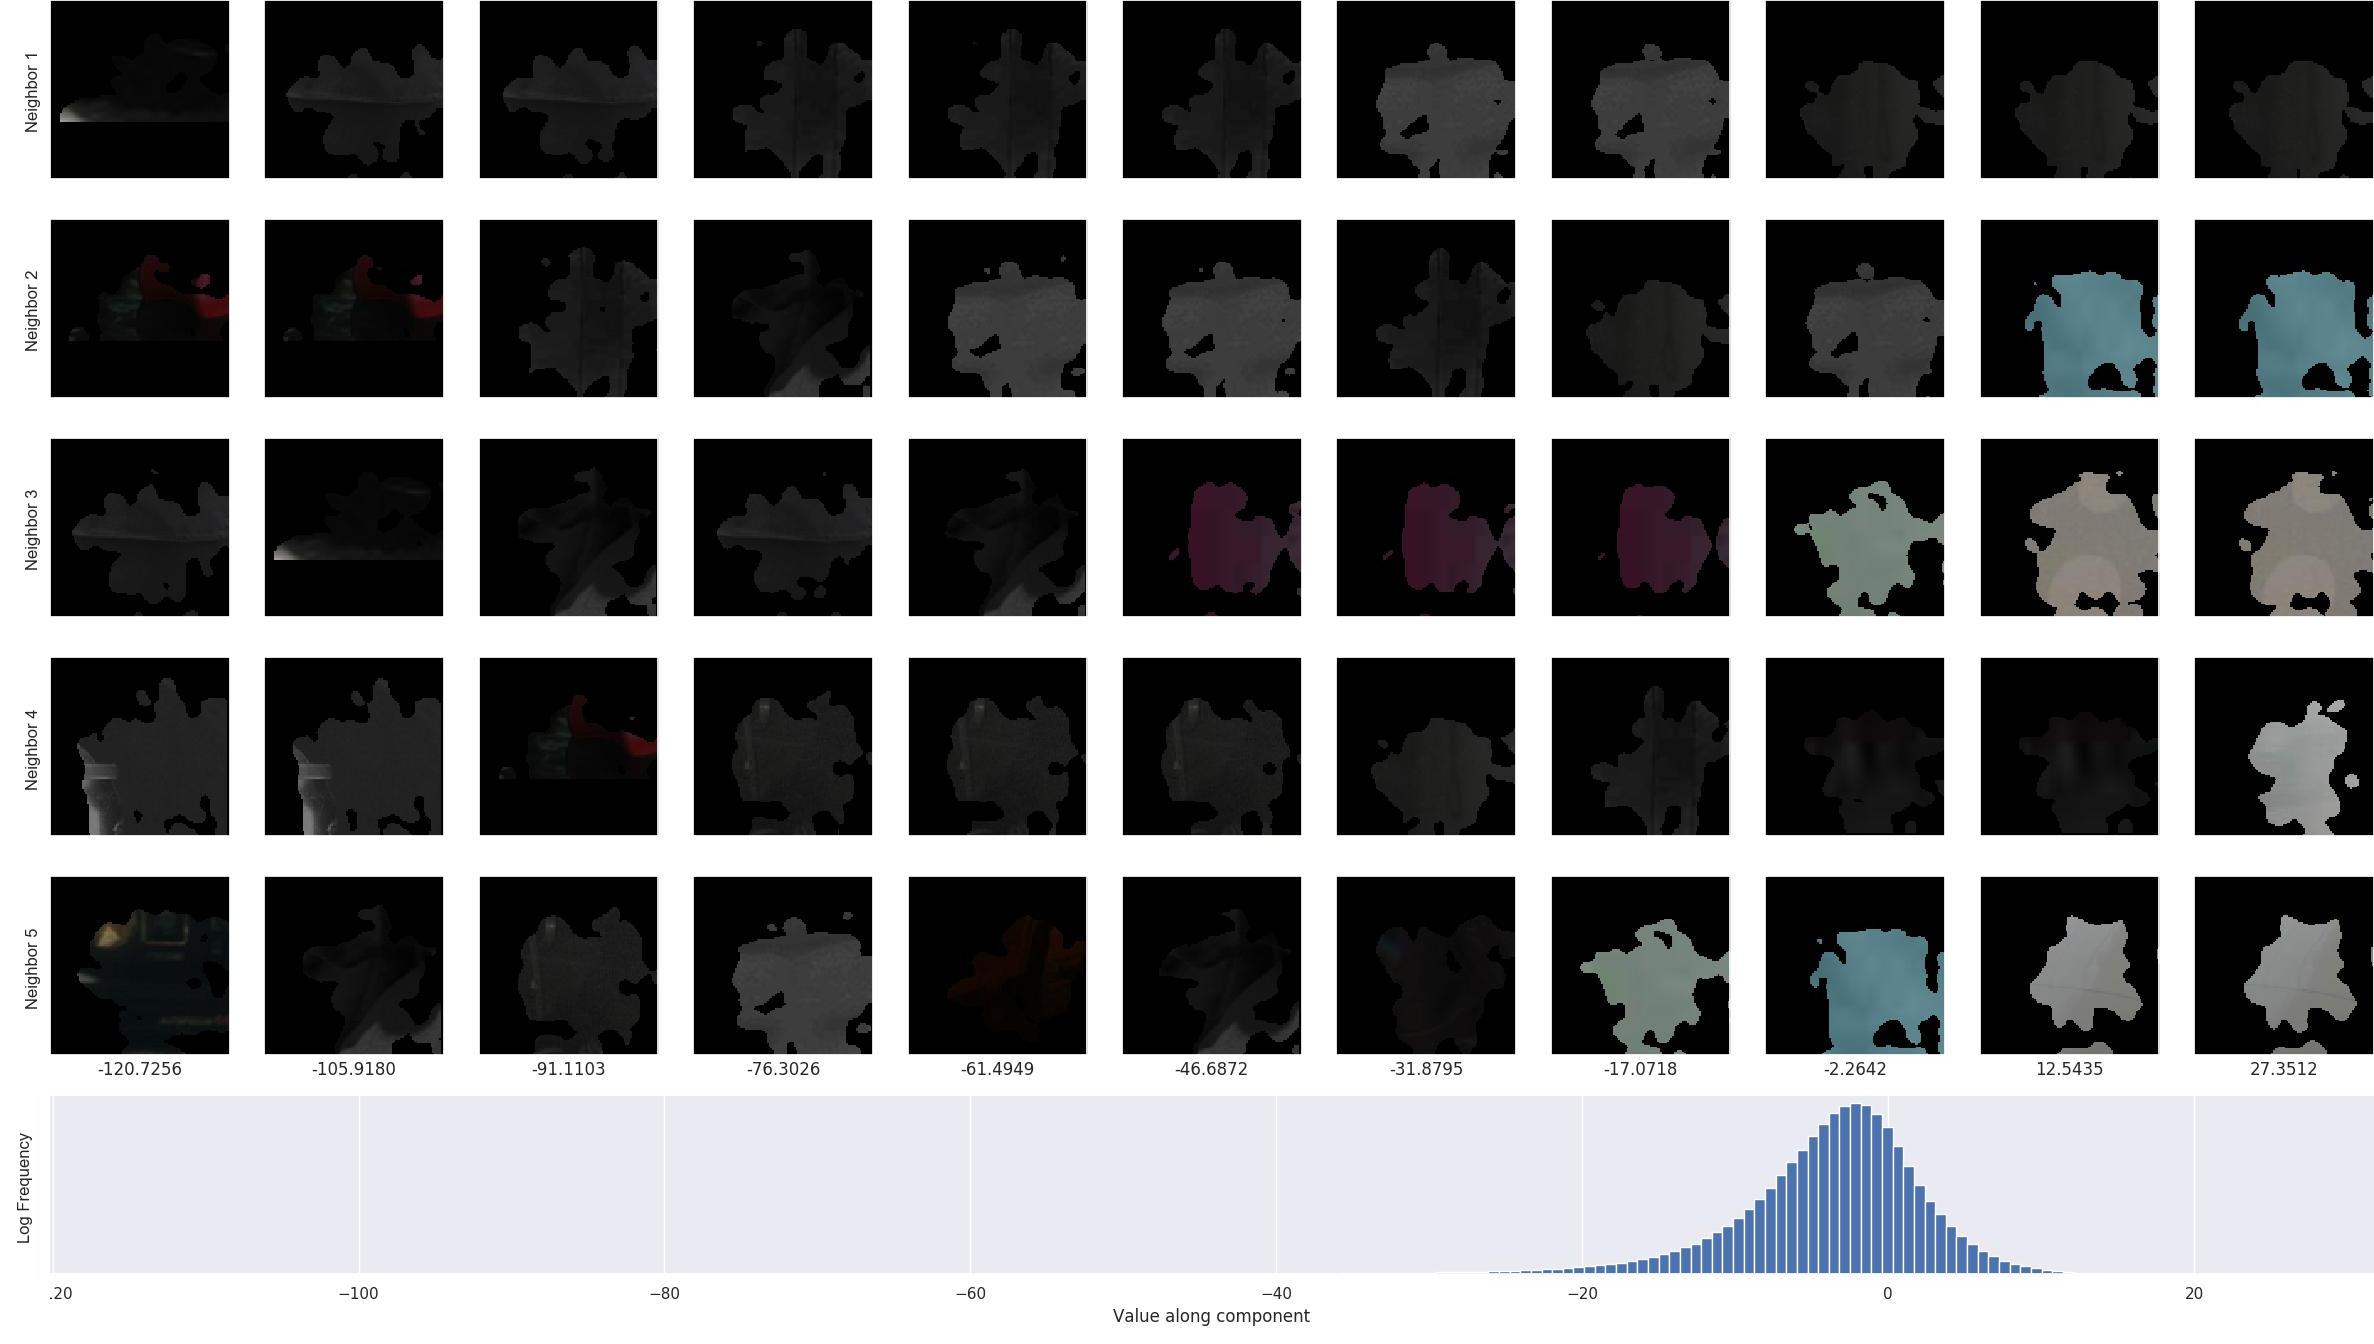 Neighbor 1
Neighbor 2
Neighbor 3
Neighbor 4
Neighbor 5
-120.7256 -105.9180 -91.1103 -76.3026 -61.4949 -46.6872 -31.8795 -17.0718 -2.2642 12.5435 27.3512
Log Frequency
.20 −100 −80 −60 −40 −20 0 20
Value along component